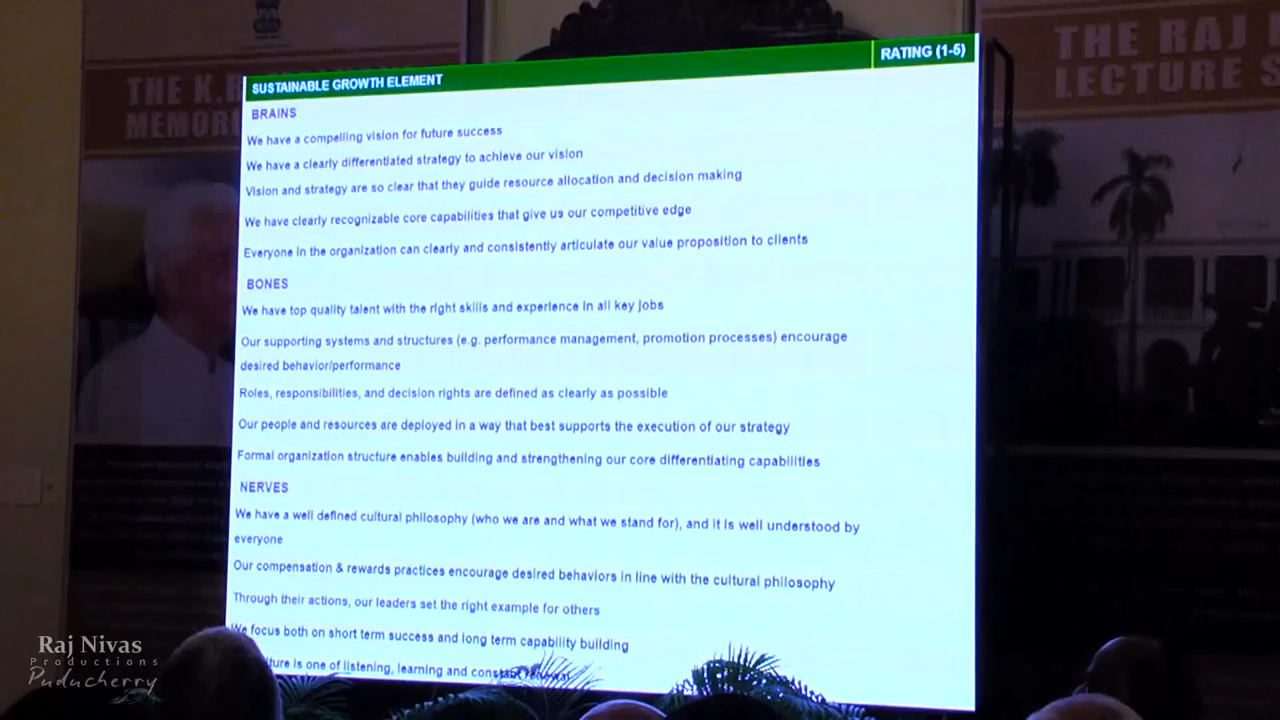 THE K.R
MEMOR
THE RAJ
LECTURE S
SUSTAINABLE GROWTH ELEMENT
RATING (1-5)
BRAINS
We have a compelling vision for future success
We have a clearly differentiated strategy to achieve our vision
Vision and strategy are so clear that they guide resource allocation and decision making
We have clearly recognizable core capabilities that give us our competitive edge
Everyone in the organization can clearly and consistently articulate our value proposition to clients
BONES
We have top quality talent with the right skills and experience in all key jobs
Our supporting systems and structures (e.g. performance management, promotion processes) encourage
desired behavior/performance
Roles, responsibilities, and decision rights are defined as clearly as possible
Our people and resources are deployed in a way that best supports the execution of our strategy
Formal organization structure enables building and strengthening our core differentiating capabilities
NERVES
We have a well defined cultural philosophy (who we are and what we stand for), and it is well understood by
everyone
Our compensation & rewards practices encourage desired behaviors in line with the cultural philosophy
Through their actions, our leaders set the right example for others
We focus both on short term success and long term capability building
is one of listening, learning and
Raj Nivas
Productions
Puducherry